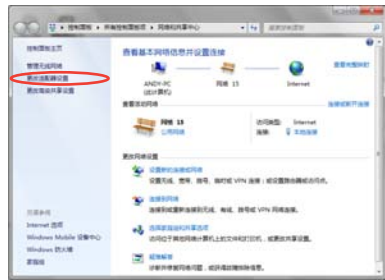 控制面板 ▸ 所有控制面板项 ▸ 网络和共享中心
控制面板主页
管理无线网络
更改适配器设置
更改高级共享设置
查看基本网络信息并设置连接
查看完整映射
ANDY-PC
(此计算机)
网络 15
Internet
查看活动网络
连接或断开连接
网络 15
公用网络
访问类型: Internet
连接: 本地连接
更改网络设置
设置新的连接或网络
设置无线、宽带、拨号、临时或 VPN 连接；或设置路由器或访问点。
连接到网络
连接到或重新连接到无线、有线、拨号或 VPN 网络连接。
选择家庭组和共享选项
访问位于其他网络计算机上的文件和打印机，或更改共享设置。
疑难解答
诊断并修复网络问题，或获得故障排除信息。
另请参阅
Internet 选项
Windows Mobile 设备中心
Windows 防火墙
家庭组